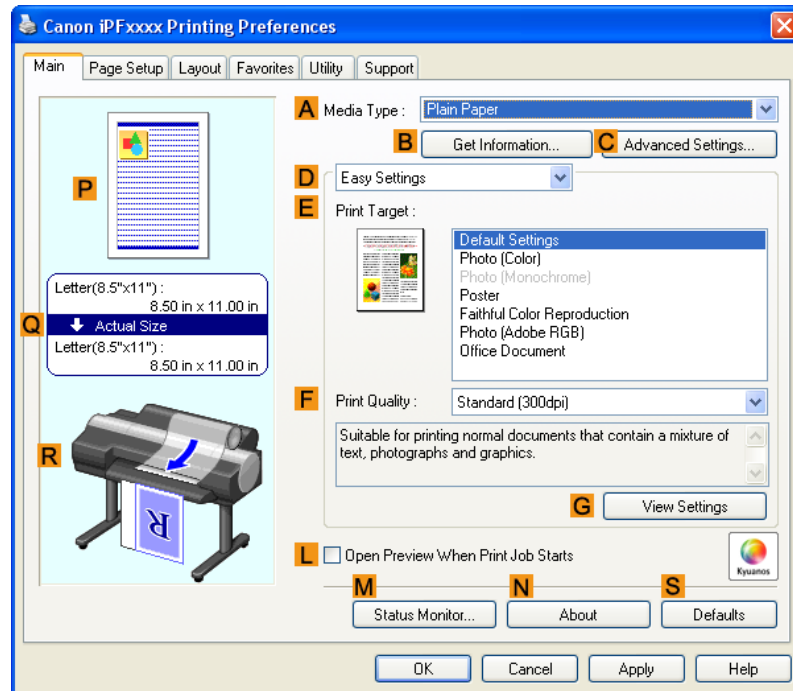 Canon iPFxxxx Printing Preferences
Main Page Setup Layout Favorites Utility Support
A Media Type : Plain Paper
B Get Information... C Advanced Settings...
D Easy Settings
E Print Target :
Default Settings
Photo (Color)
Photo (Monochrome)
Poster
Faithful Color Reproduction
Photo (Adobe RGB)
Office Document
P
Letter(8.5"x11") :
8.50 in x 11.00 in
Q Actual Size
Letter(8.5"x11") :
8.50 in x 11.00 in
R
R
F Print Quality : Standard (300dpi)
Suitable for printing normal documents that contain a mixture of
text, photographs and graphics.
G View Settings
L Open Preview When Print Job Starts
Kyuanos
M N S
Status Monitor... About Defaults
OK Cancel Apply Help